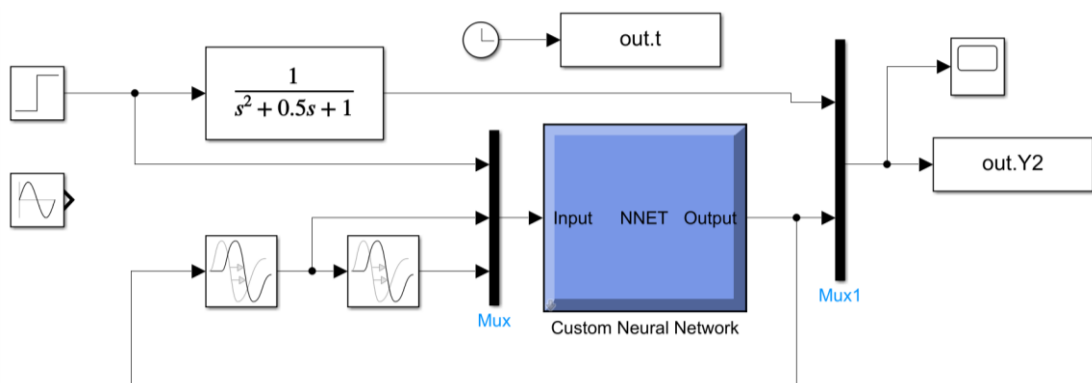 out.t
1
s² + 0.5s + 1
Input NNET Output
out.Y2
Mux
Mux1
Custom Neural Network